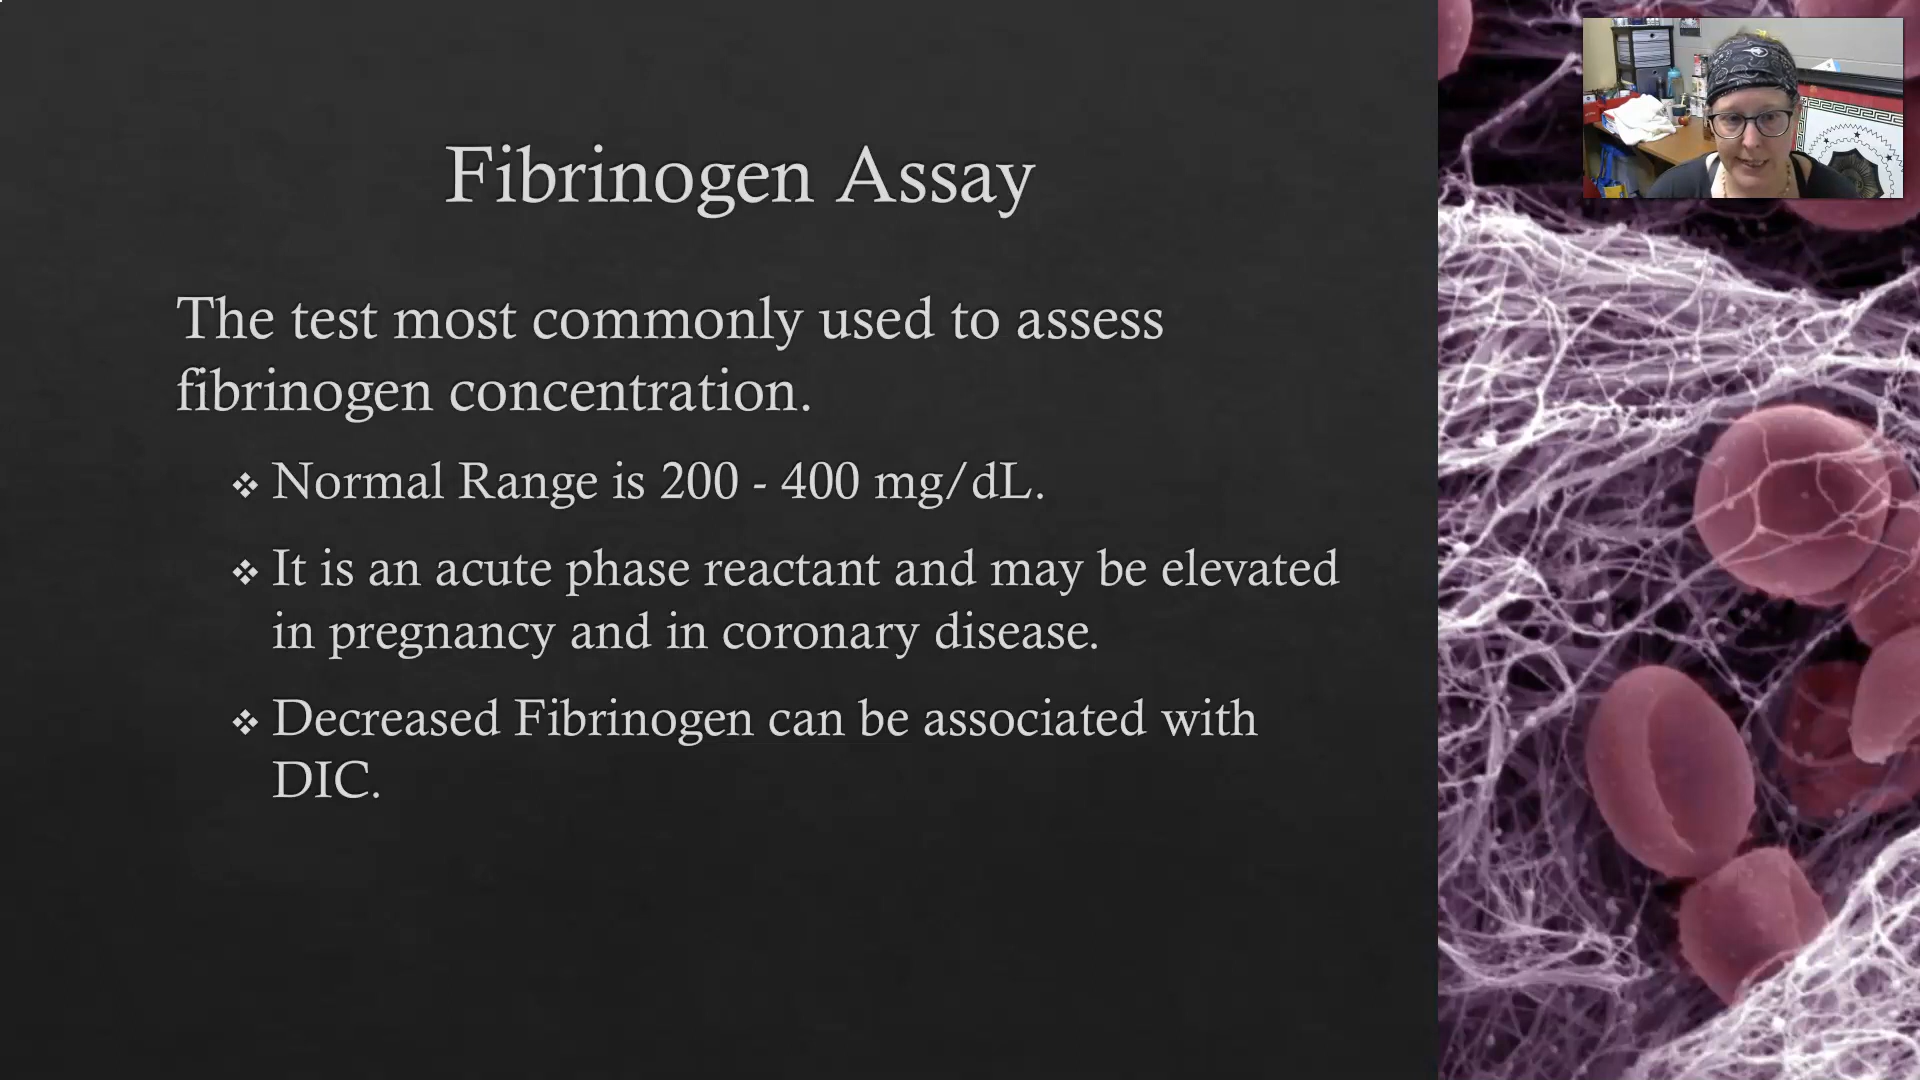 Fibrinogen Assay
The test most commonly used to assess
fibrinogen concentration.
❖ Normal Range is 200 - 400 mg/dL.
❖ It is an acute phase reactant and may be elevated
in pregnancy and in coronary disease.
❖ Decreased Fibrinogen can be associated with
DIC.